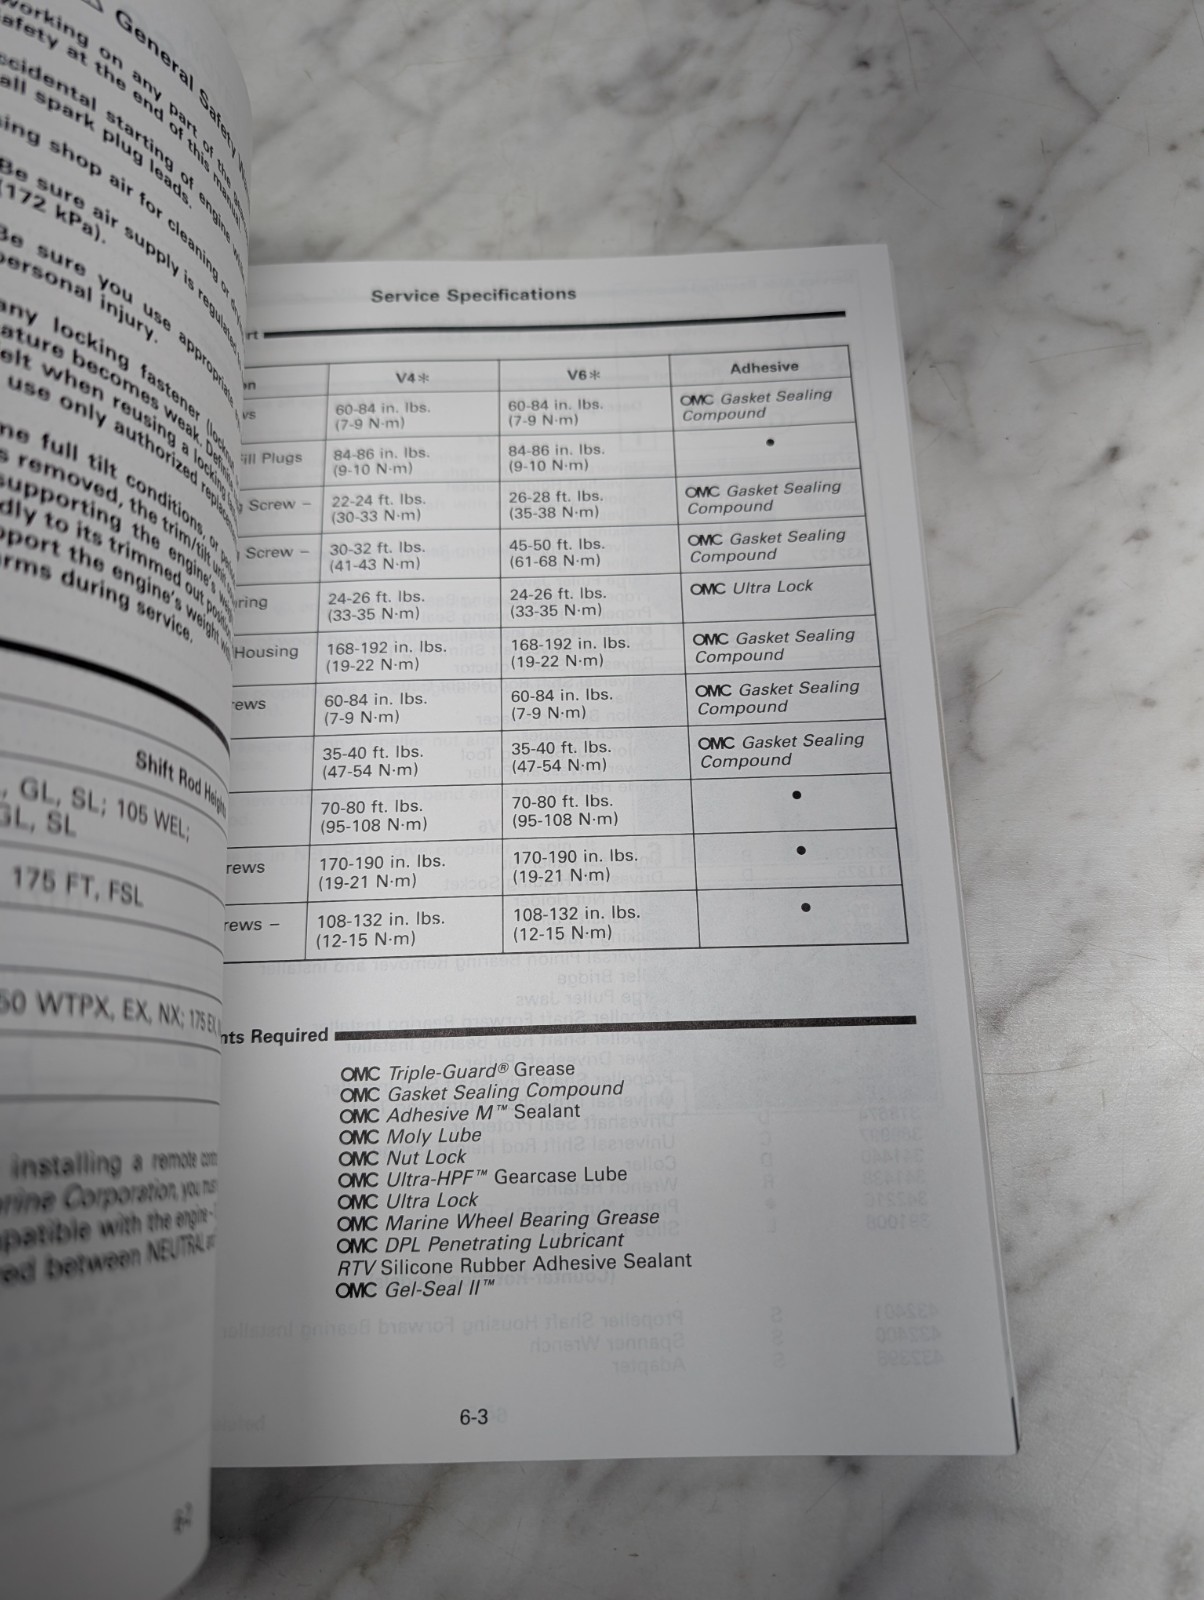 General Safety
working on any part of the
safety at the end of this manual
accidental starting of engine
all spark plug leads.
shop air for cleaning or
Be sure air supply is regulated
(172 kPa).
Be sure you use appropriate
personal injury.
any locking fastener
becomes weak.
when reusing a locking
use only authorized
full tilt conditions, or
removed, the trim/tilt unit
supporting the engine's
to its trimmed out position
the engine's weight
arms during service.
Shift Rod Heights
GL, SL; 105 WEL;
GL, SL
175 FT, FSL
50 WTPX, EX, NX; 175
installing a remote
Corporation, you
with the engine
between NEUTRAL
Service Specifications
V4* V6* Adhesive
60-84 in. lbs. 60-84 in. lbs. OMC Gasket Sealing
(7-9 N·m) (7-9 N·m) Compound
Fill Plugs 84-86 in. lbs. 84-86 in. lbs. •
(9-10 N·m) (9-10 N·m)
Screw – 22-24 ft. lbs. 26-28 ft. lbs. OMC Gasket Sealing
(30-33 N·m) (35-38 N·m) Compound
Screw – 30-32 ft. lbs. 45-50 ft. lbs. OMC Gasket Sealing
(41-43 N·m) (61-68 N·m) Compound
24-26 ft. lbs. 24-26 ft. lbs. OMC Ultra Lock
(33-35 N·m) (33-35 N·m)
Housing 168-192 in. lbs. 168-192 in. lbs. OMC Gasket Sealing
(19-22 N·m) (19-22 N·m) Compound
60-84 in. lbs. 60-84 in. lbs. OMC Gasket Sealing
(7-9 N·m) (7-9 N·m) Compound
35-40 ft. lbs. 35-40 ft. lbs. OMC Gasket Sealing
(47-54 N·m) (47-54 N·m) Compound
70-80 ft. lbs. 70-80 ft. lbs. •
(95-108 N·m) (95-108 N·m)
rews 170-190 in. lbs. 170-190 in. lbs. •
(19-21 N·m) (19-21 N·m)
rews – 108-132 in. lbs. 108-132 in. lbs. •
(12-15 N·m) (12-15 N·m)
nts Required
OMC Triple-Guard® Grease
OMC Gasket Sealing Compound
OMC Adhesive M™ Sealant
OMC Moly Lube
OMC Nut Lock
OMC Ultra-HPF™ Gearcase Lube
OMC Ultra Lock
OMC Marine Wheel Bearing Grease
OMC DPL Penetrating Lubricant
RTV Silicone Rubber Adhesive Sealant
OMC Gel-Seal II™
6-3